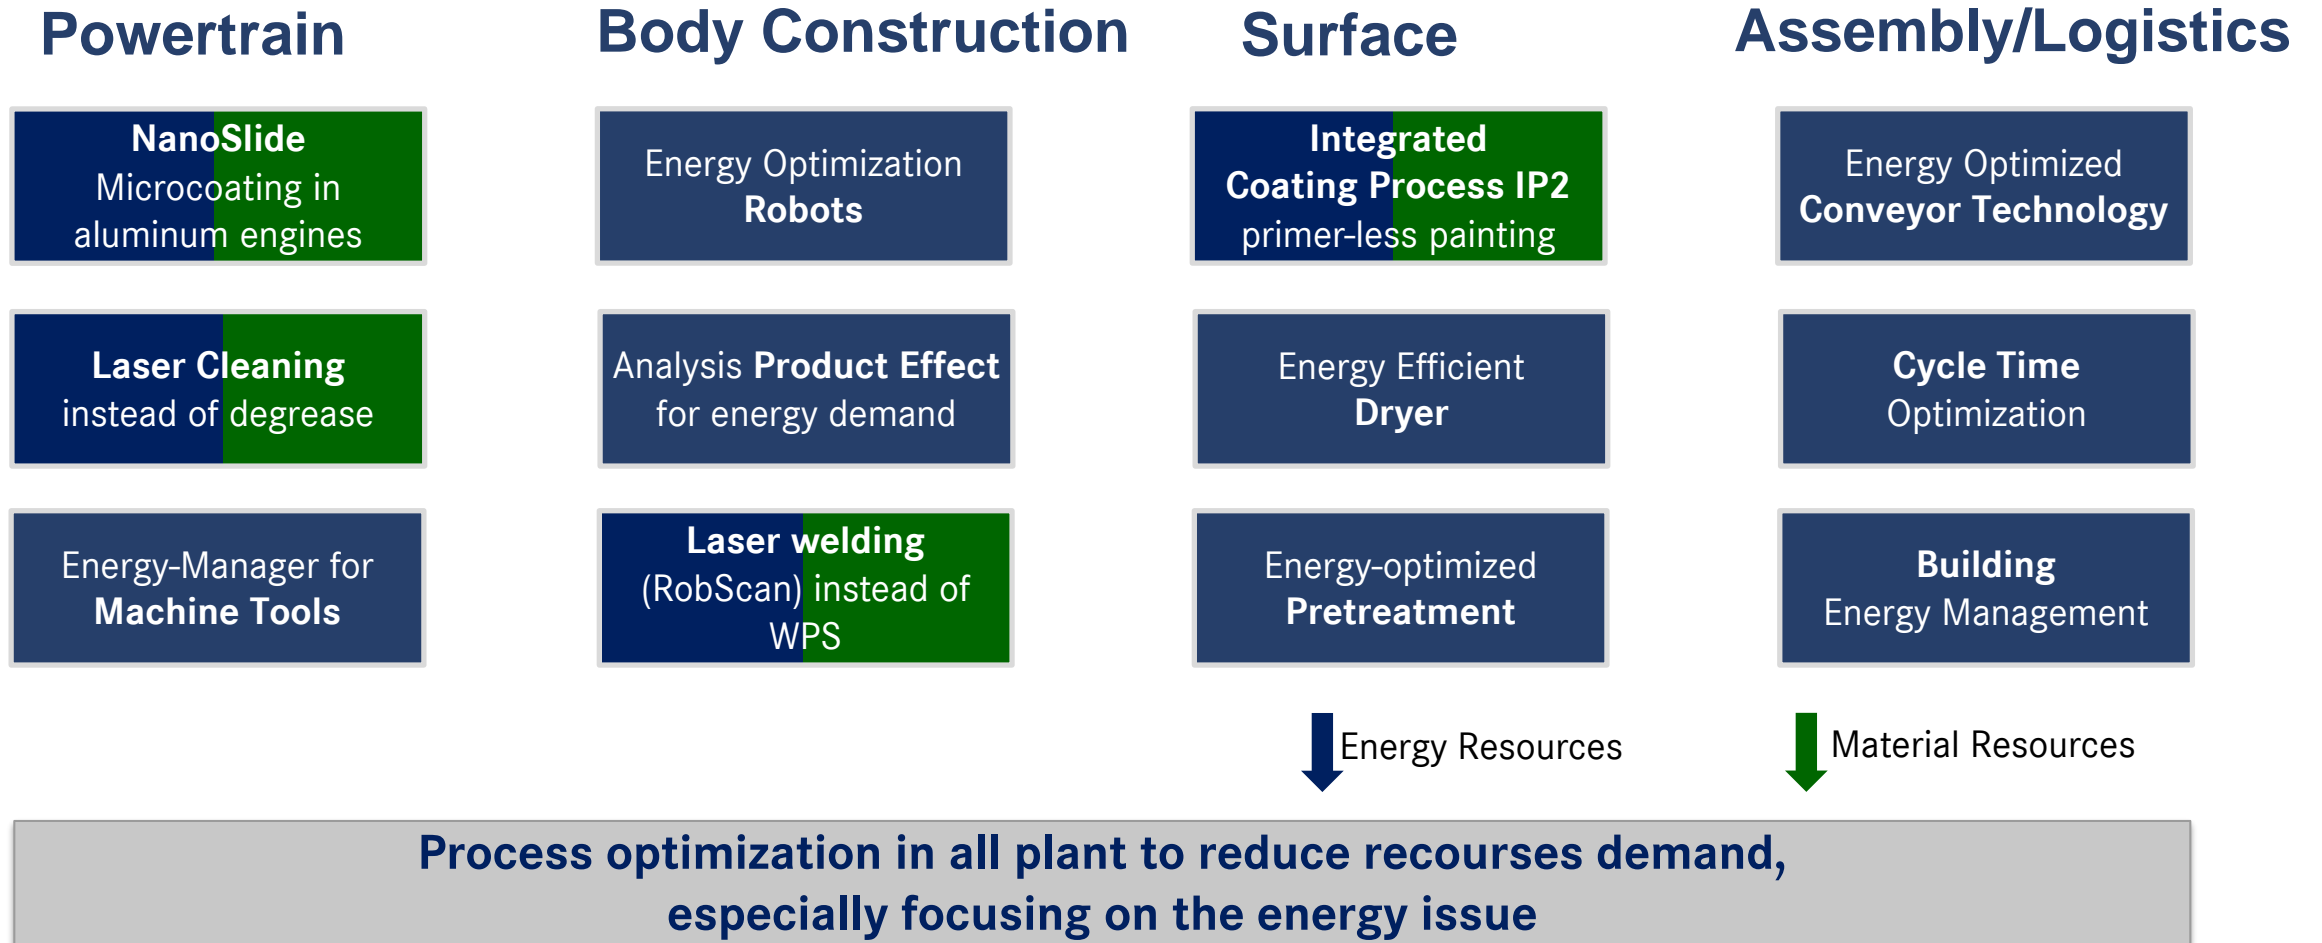 Powertrain
Body Construction
Surface
Assembly/Logistics
NanoSlide
Microcoating in
aluminum engines
Energy Optimization
Robots
Integrated
Coating Process IP2
primer-less painting
Energy Optimized
Conveyor Technology
Laser Cleaning
instead of degrease
Analysis Product Effect
for energy demand
Energy Efficient
Dryer
Cycle Time
Optimization
Energy-Manager for
Machine Tools
Laser welding
(RobScan) instead of
WPS
Energy-optimized
Pretreatment
Building
Energy Management
Energy Resources
Material Resources
Process optimization in all plant to reduce recourses demand,
especially focusing on the energy issue